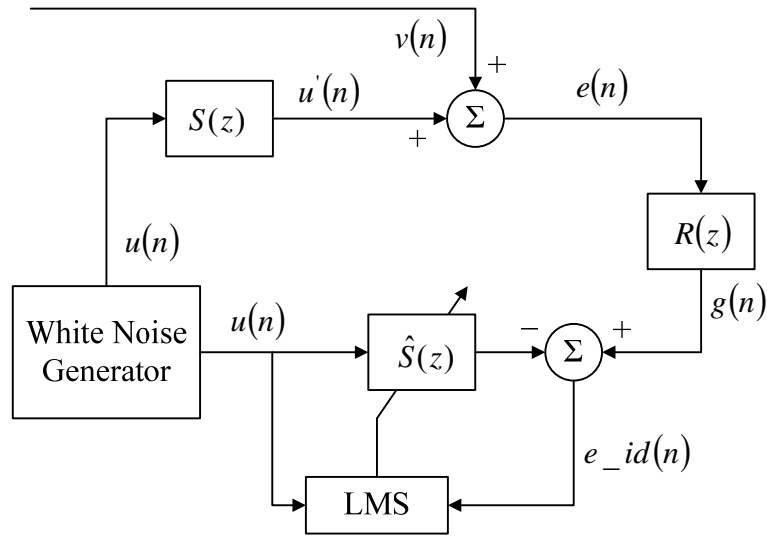 v(n)
+
S(z)
u'(n)
+
Σ
e(n)
R(z)
u(n)
g(n)
White Noise
Generator
u(n)
Ŝ(z)
−
Σ
+
e_id(n)
LMS